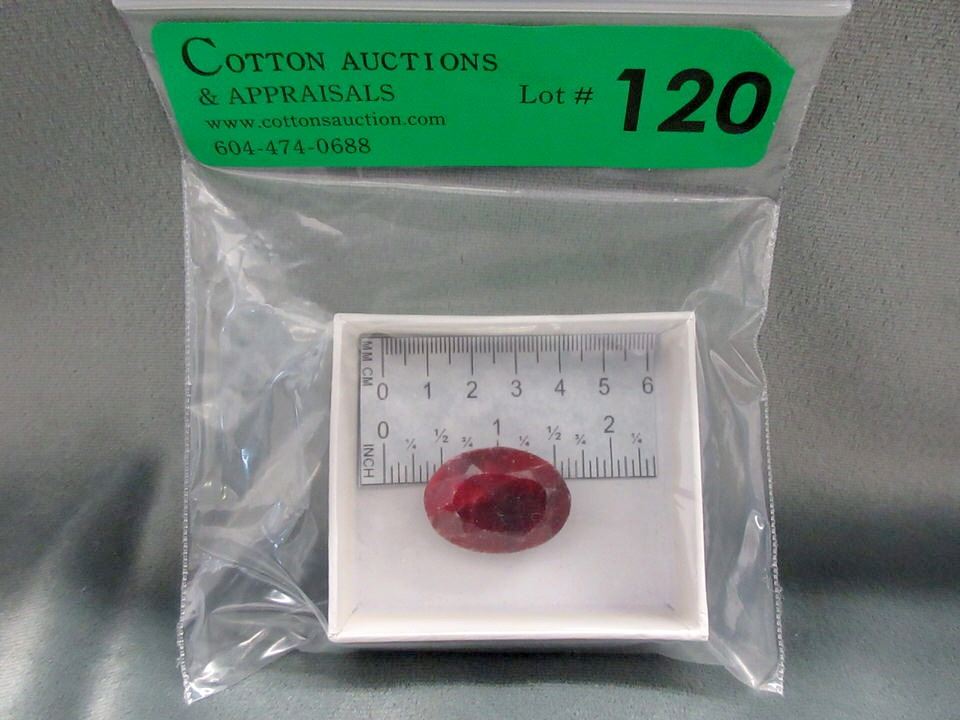 COTTON AUCTIONS
& APPRAISALS
www.cottonsauction.com
604-474-0688
Lot # 120
MM CM
0 1 2 3 4 5 6
0 1 2
¼ ½ ¾ ¼ ½ ¾ ¼
INCH